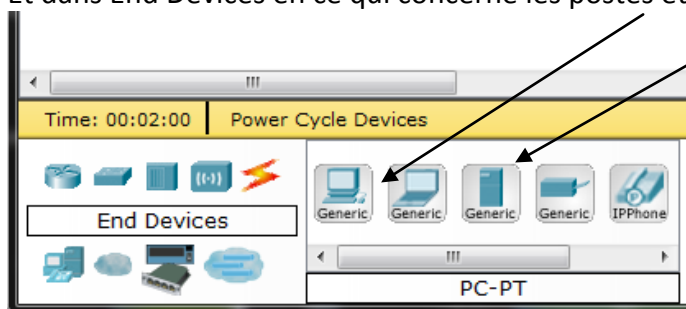 Et dans End Devices en ce qui concerne les postes et
Time: 00:02:00 Power Cycle Devices
End Devices
Generic Generic Generic Generic IPPhone
PC-PT